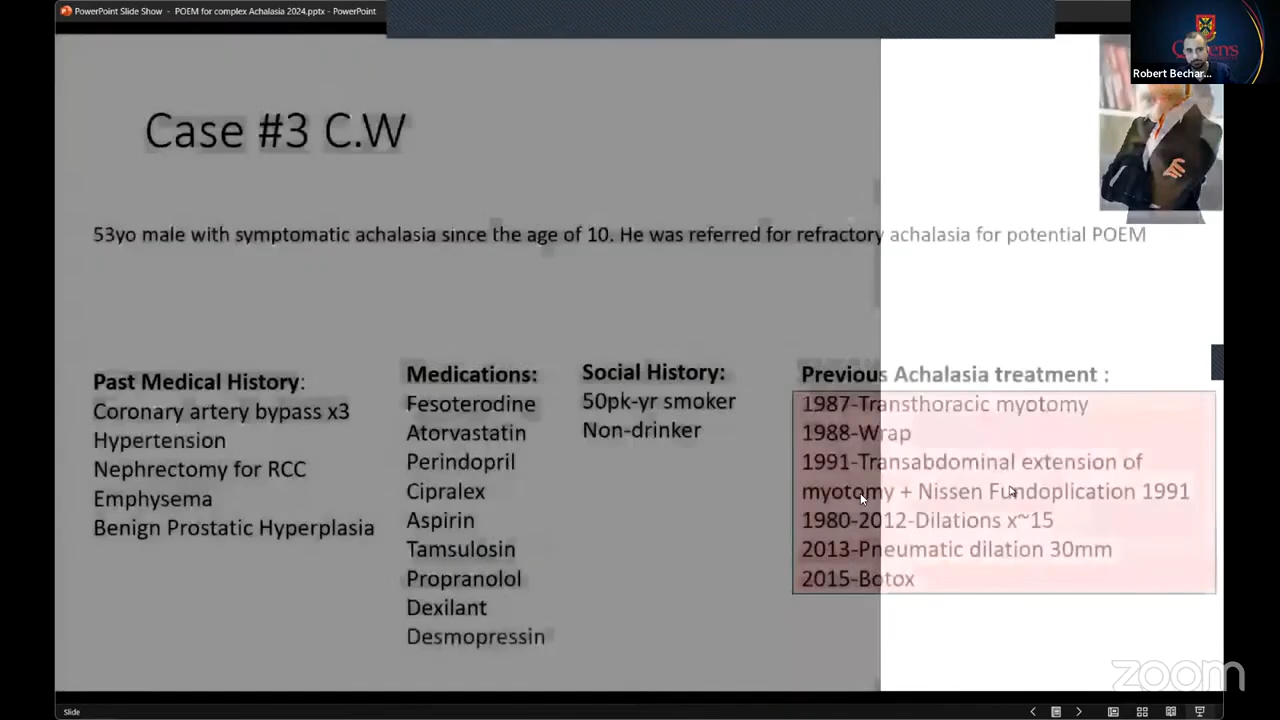 PowerPoint Slide Show - POEM for complex Achalasia 2024.pptx - PowerPoint
Robert Bechar...
Case #3 C.W
53yo male with symptomatic achalasia since the age of 10. He was referred for refractory achalasia for potential POEM
Past Medical History:
Coronary artery bypass x3
Hypertension
Nephrectomy for RCC
Emphysema
Benign Prostatic Hyperplasia
Medications:
Fesoterodine
Atorvastatin
Perindopril
Cipralex
Aspirin
Tamsulosin
Propranolol
Dexilant
Desmopressin
Social History:
50pk-yr smoker
Non-drinker
Previous Achalasia treatment :
1987-Transthoracic myotomy
1988-Wrap
1991-Transabdominal extension of
myotomy + Nissen Fundoplication 1991
1980-2012-Dilations x~15
2013-Pneumatic dilation 30mm
2015-Botox
zoom
Slide